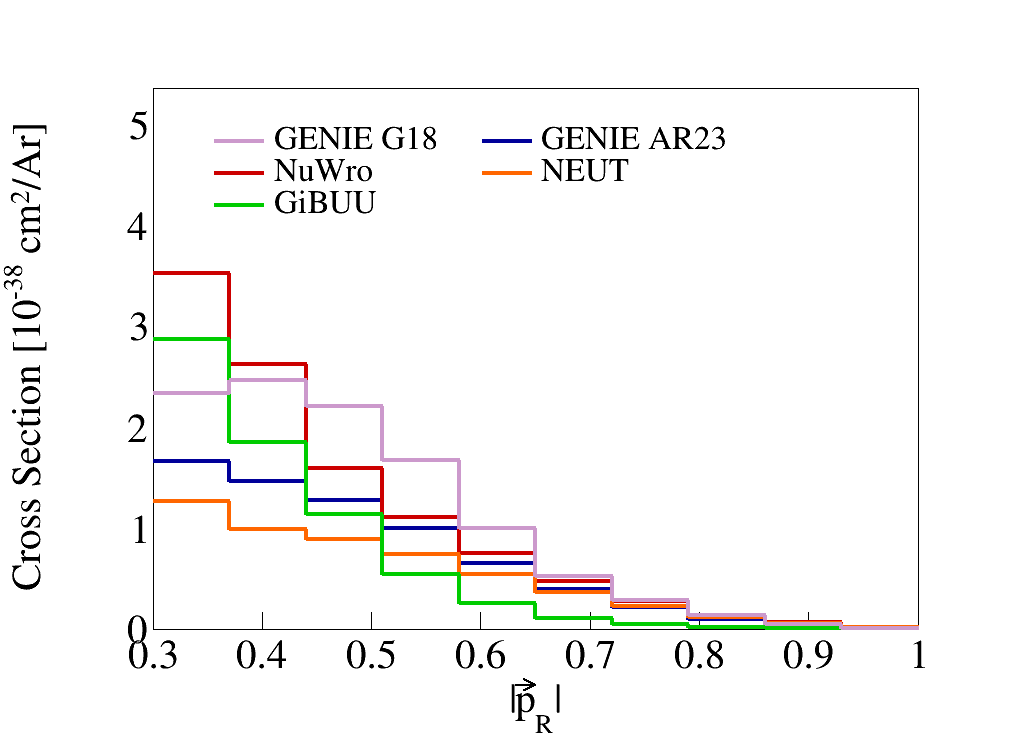 GENIE G18
GENIE AR23
NuWro
NEUT
GiBUU
Cross Section [10⁻³⁸ cm²/Ar]
5
4
3
2
1
0
0.3 0.4 0.5 0.6 0.7 0.8 0.9 1
|p⃗_R|